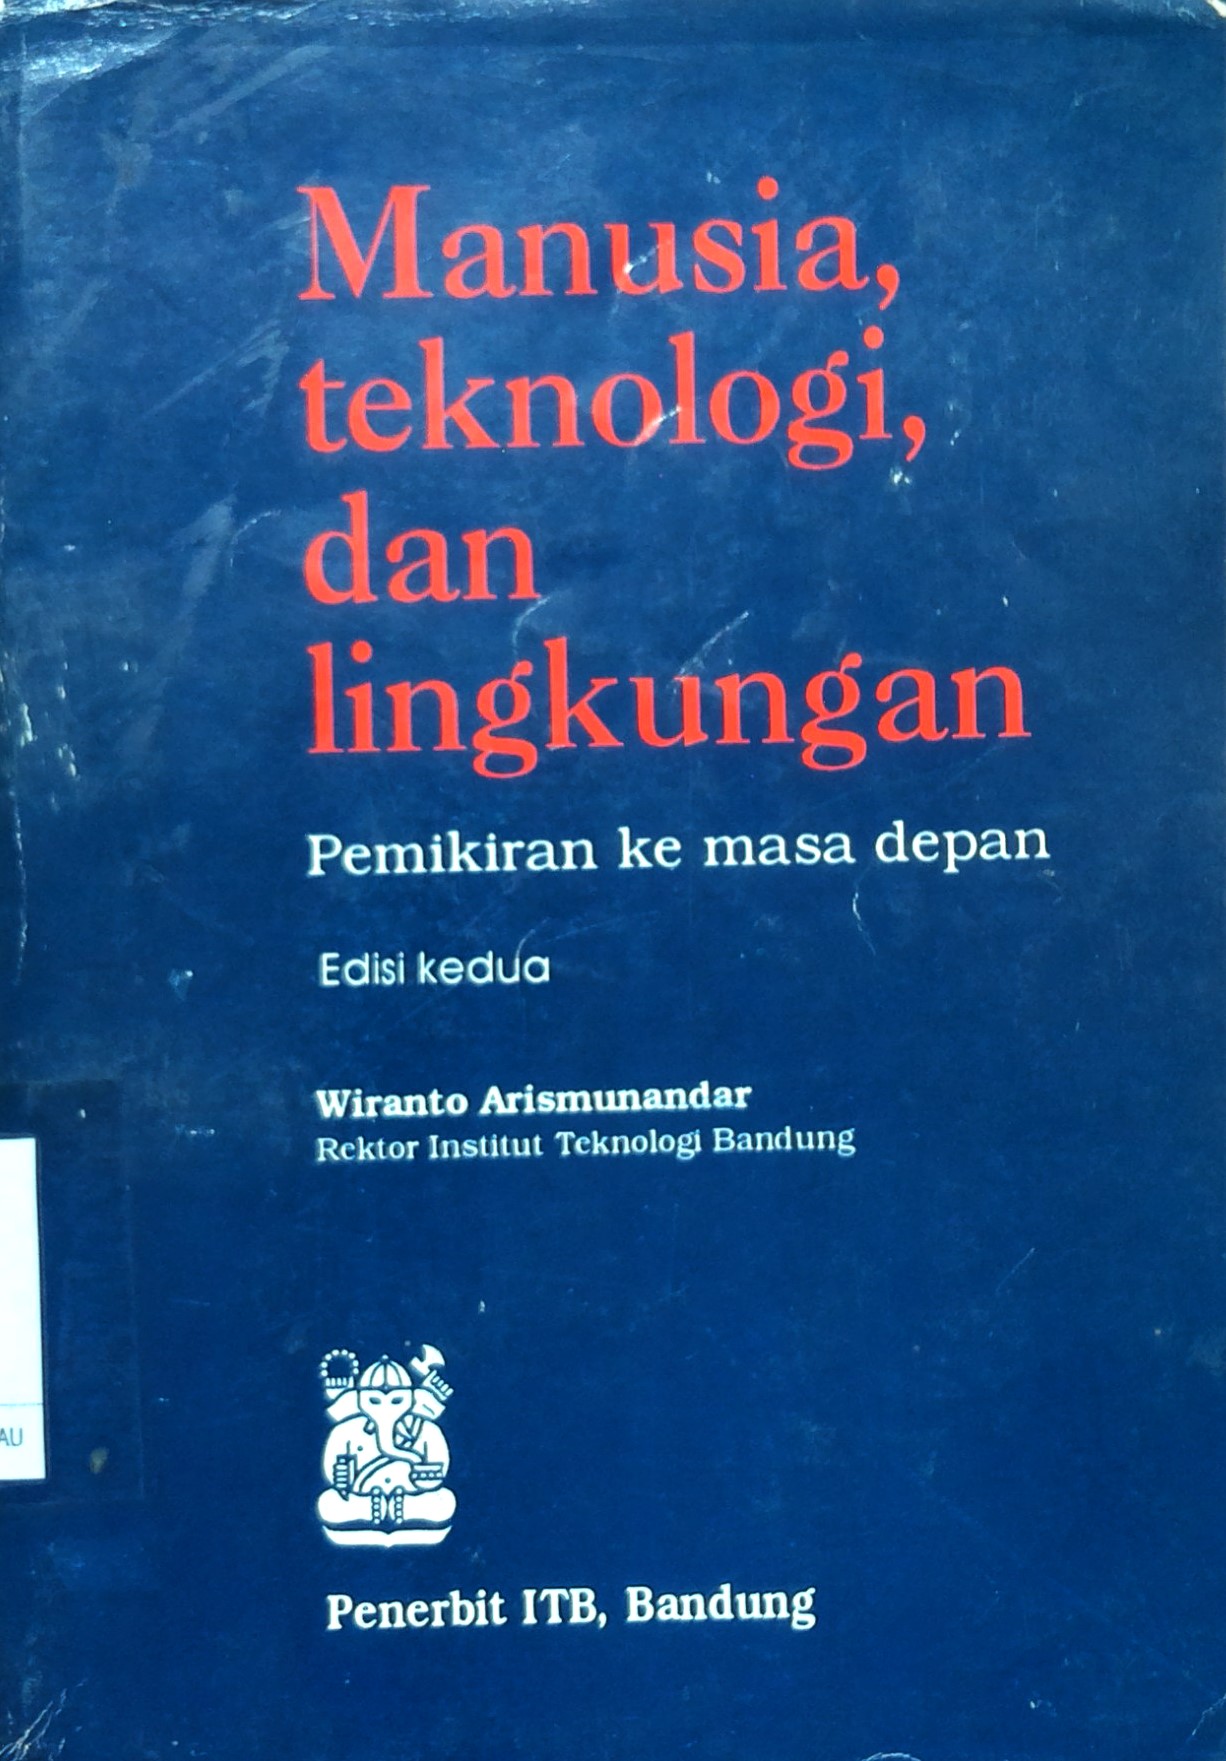 Manusia,
teknologi,
dan
lingkungan
Pemikiran ke masa depan
Edisi kedua
Wiranto Arismunandar
Rektor Institut Teknologi Bandung
AU
Penerbit ITB, Bandung